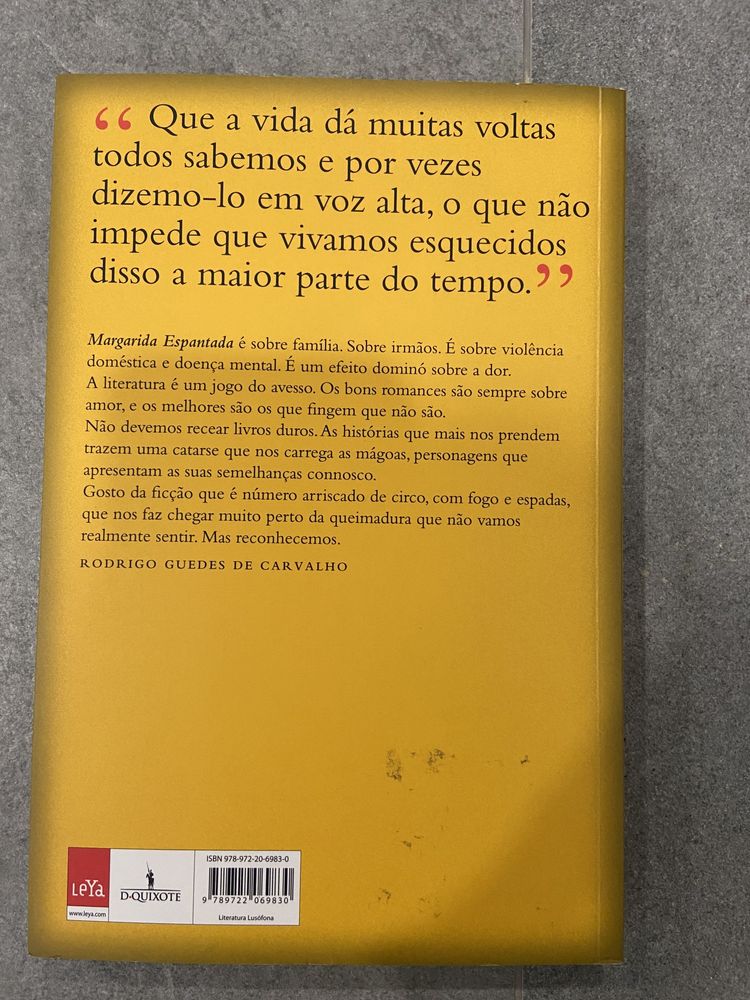 “ Que a vida dá muitas voltas
todos sabemos e por vezes
dizemo-lo em voz alta, o que não
impede que vivamos esquecidos
disso a maior parte do tempo.”
Margarida Espantada é sobre família. Sobre irmãos. É sobre violência
doméstica e doença mental. É um efeito dominó sobre a dor.
A literatura é um jogo do avesso. Os bons romances são sempre sobre
amor, e os melhores são os que fingem que não são.
Não devemos recear livros duros. As histórias que mais nos prendem
trazem uma catarse que nos carrega as mágoas, personagens que
apresentam as suas semelhanças connosco.
Gosto da ficção que é número arriscado de circo, com fogo e espadas,
que nos faz chegar muito perto da queimadura que não vamos
realmente sentir. Mas reconhecemos.
RODRIGO GUEDES DE CARVALHO
LeYa
www.leya.com
D•QUIXOTE
ISBN 978-972-20-6983-0
9 789722 069830
Literatura Lusófona